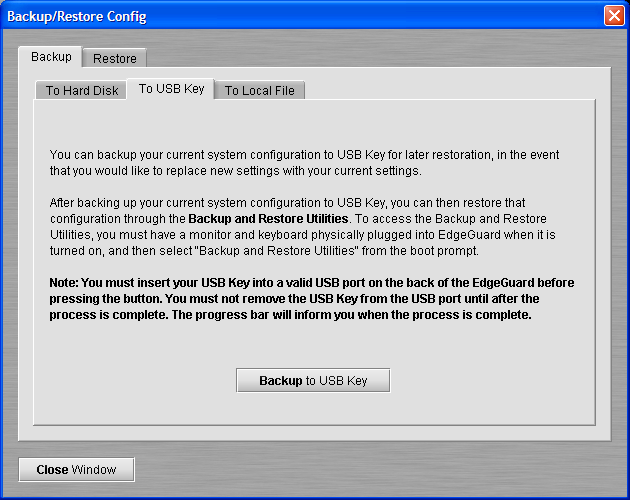 Backup/Restore Config
Backup
Restore
To Hard Disk
To USB Key
To Local File
You can backup your current system configuration to USB Key for later restoration, in the event
that you would like to replace new settings with your current settings.
After backing up your current system configuration to USB Key, you can then restore that
configuration through the Backup and Restore Utilities. To access the Backup and Restore
Utilities, you must have a monitor and keyboard physically plugged into EdgeGuard when it is
turned on, and then select "Backup and Restore Utilities" from the boot prompt.
Note: You must insert your USB Key into a valid USB port on the back of the EdgeGuard before
pressing the button. You must not remove the USB Key from the USB port until after the
process is complete. The progress bar will inform you when the process is complete.
Backup to USB Key
Close Window